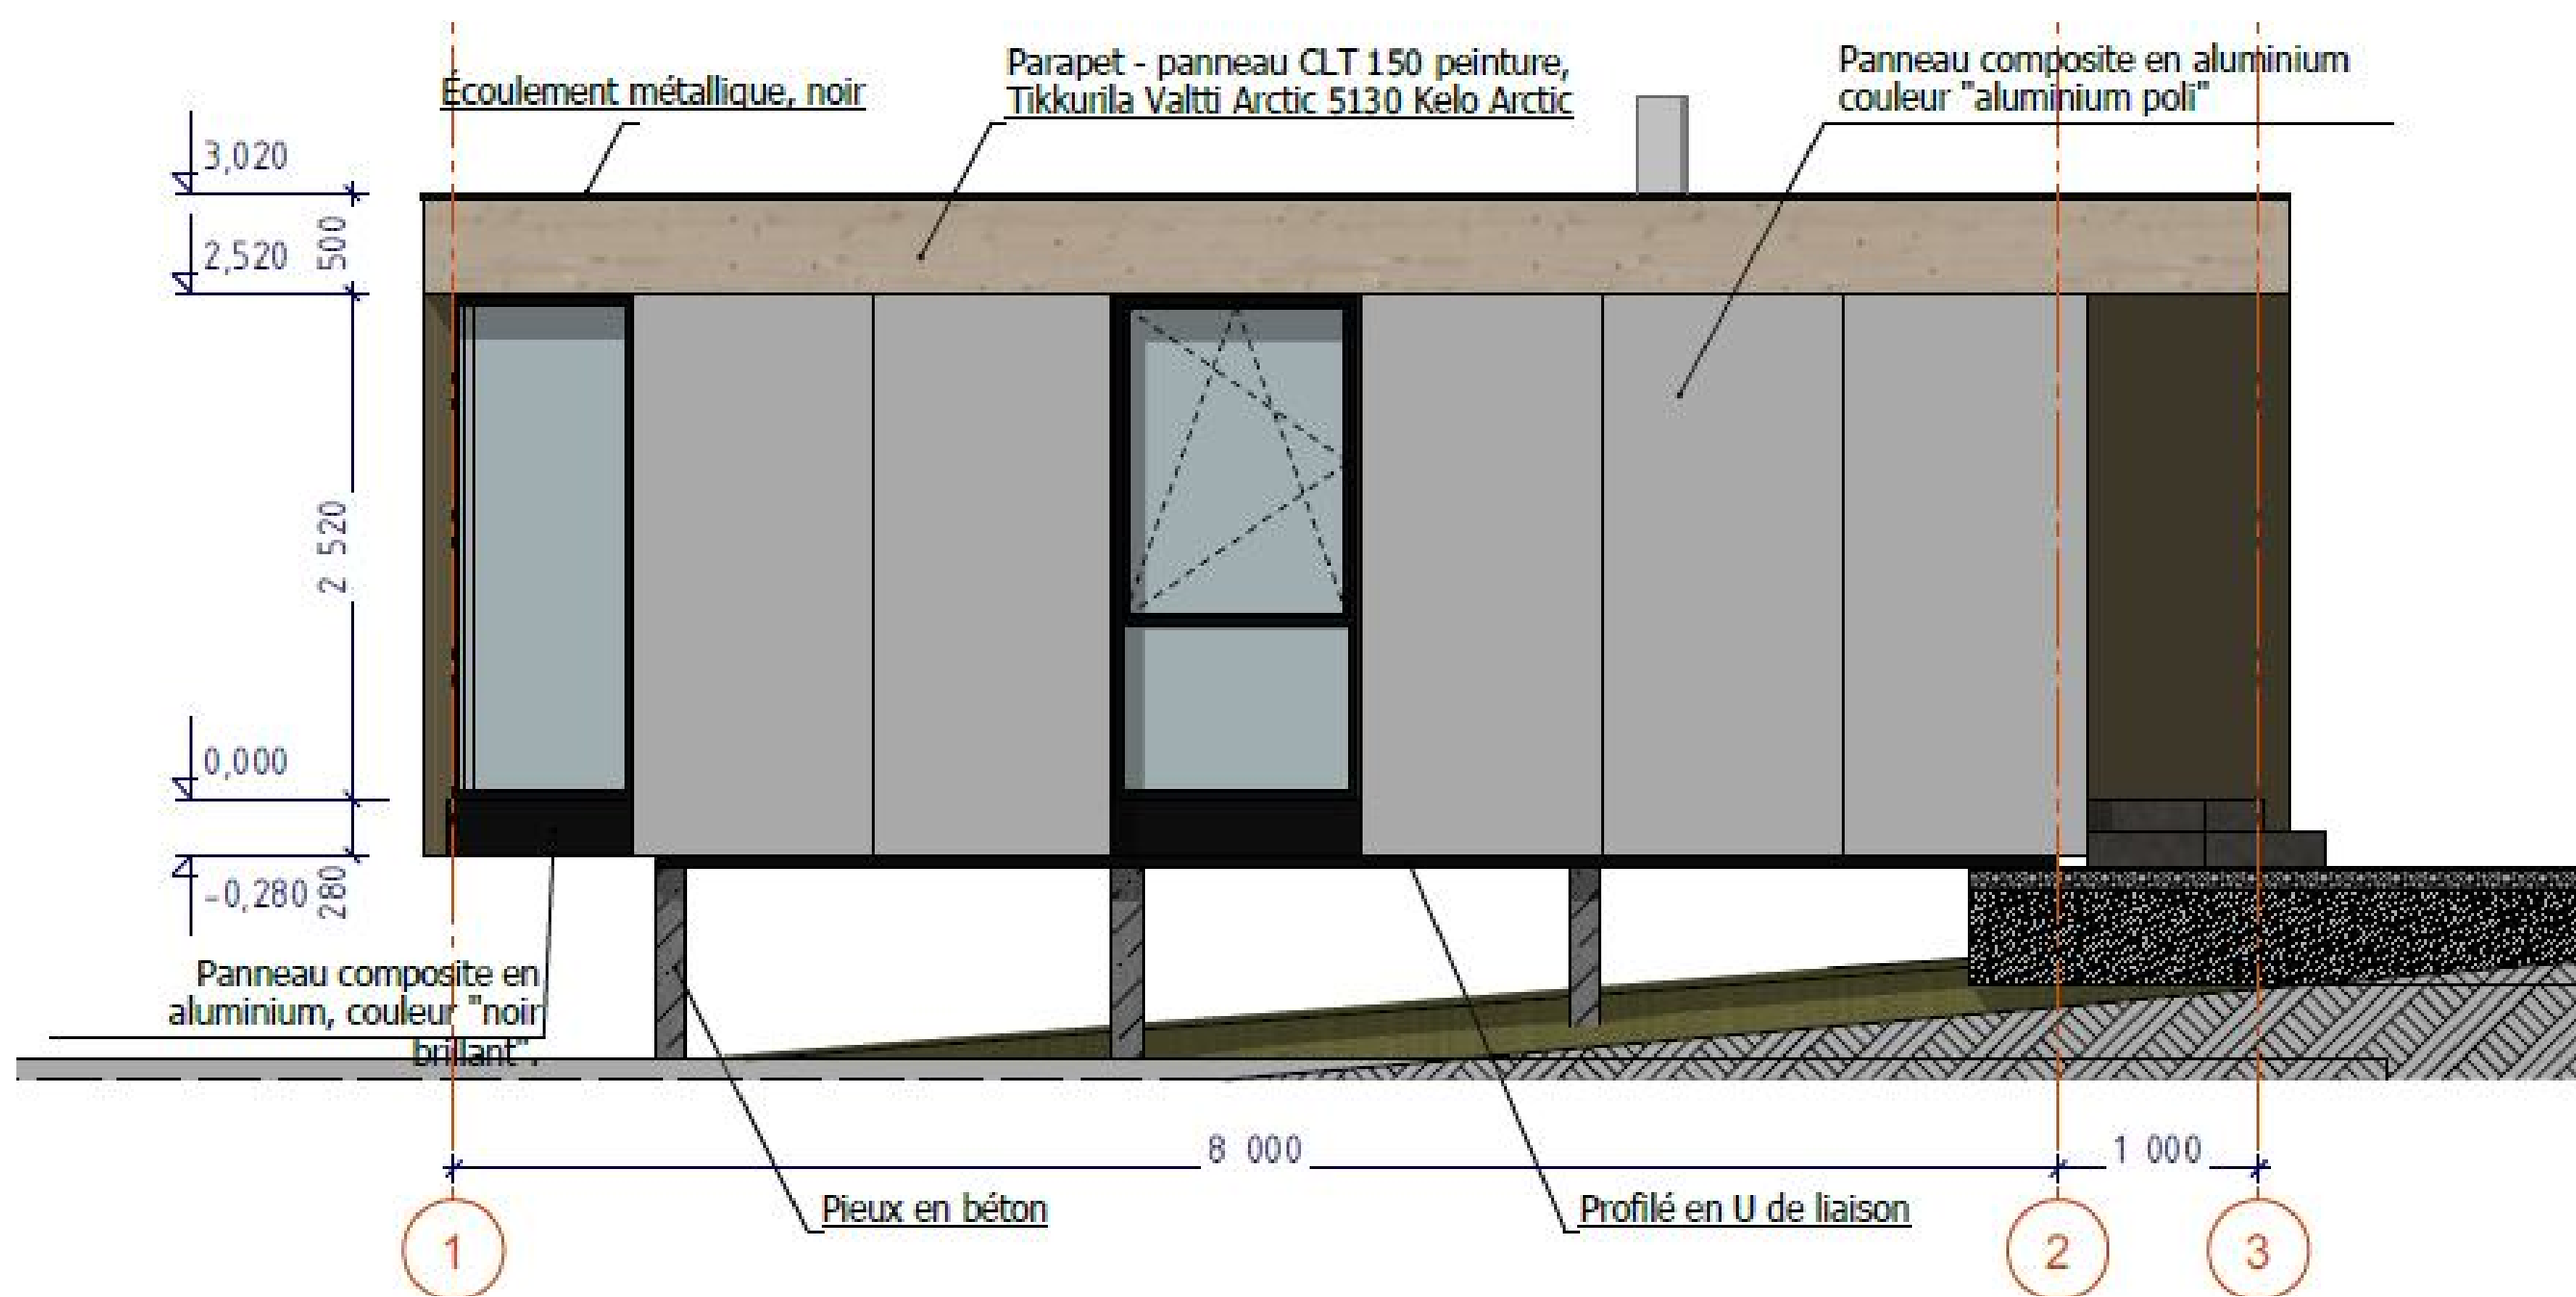 Écoulement métallique, noir
Parapet - panneau CLT 150 peinture,
Tikkurila Valtti Arctic 5130 Kelo Arctic
Panneau composite en aluminium
couleur "aluminium poli"
3,020
500
2,520
2 520
0,000
-0,280
280
Panneau composite en
aluminium, couleur "noir
brillant".
8 000
1 000
Pieux en béton
Profilé en U de liaison
1
2
3